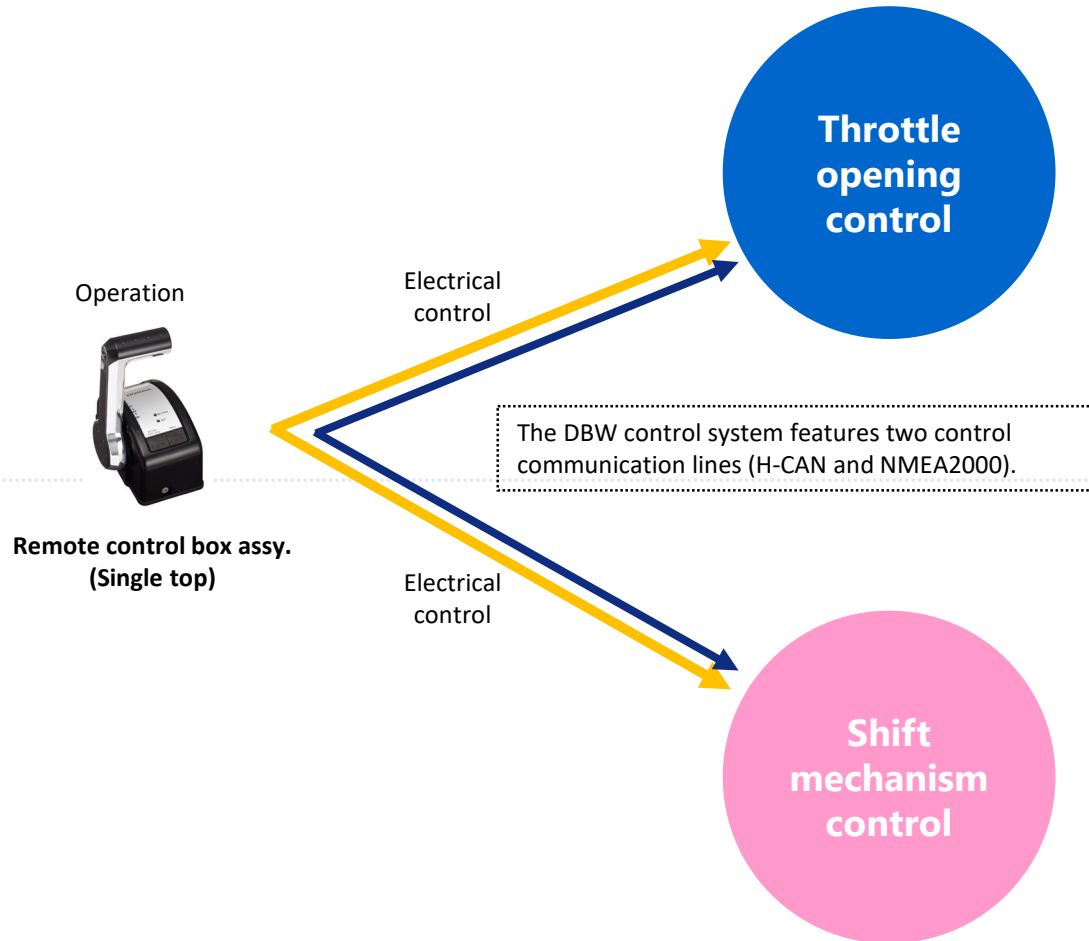 Throttle
opening
control
Operation
Electrical
control
The DBW control system features two control
communication lines (H-CAN and NMEA2000).
Remote control box assy.
(Single top)
Electrical
control
Shift
mechanism
control